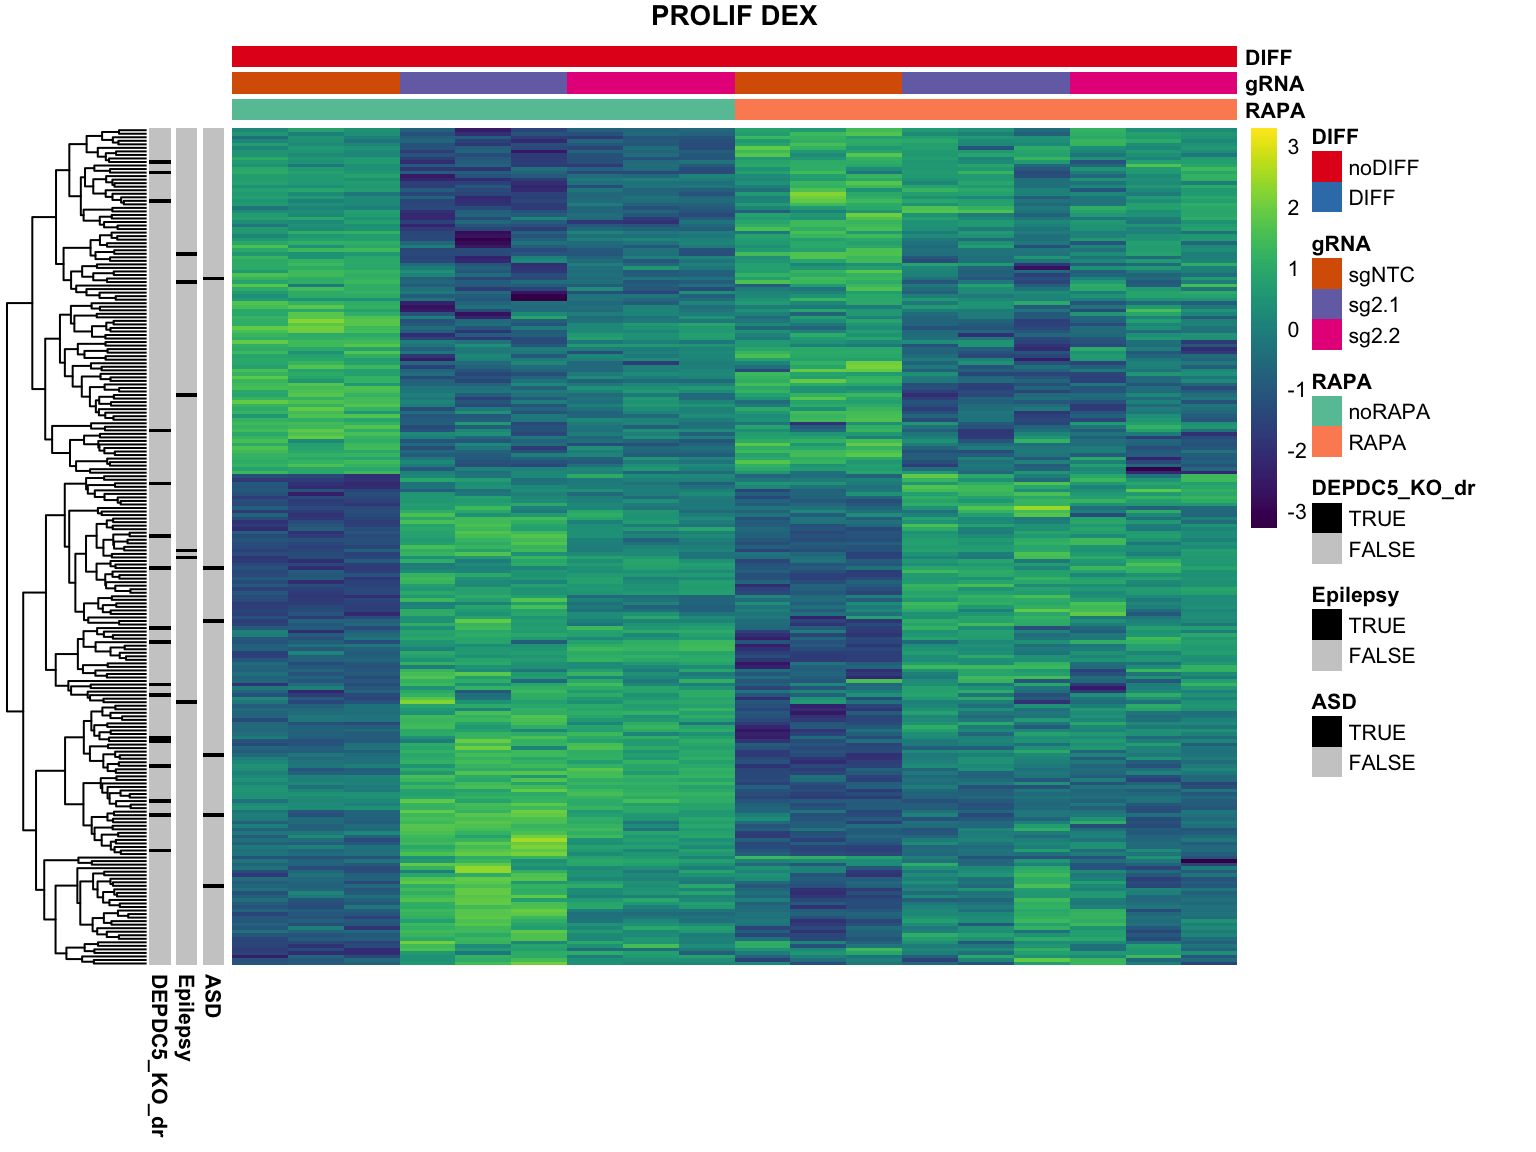 PROLIF DEX
DIFF
gRNA
RAPA
3
2
1
0
-1
-2
-3
DIFF
noDIFF
DIFF
gRNA
sgNTC
sg2.1
sg2.2
RAPA
noRAPA
RAPA
DEPDC5_KO_dr
TRUE
FALSE
Epilepsy
TRUE
FALSE
ASD
TRUE
FALSE
DEPDC5_KO_dr
Epilepsy
ASD